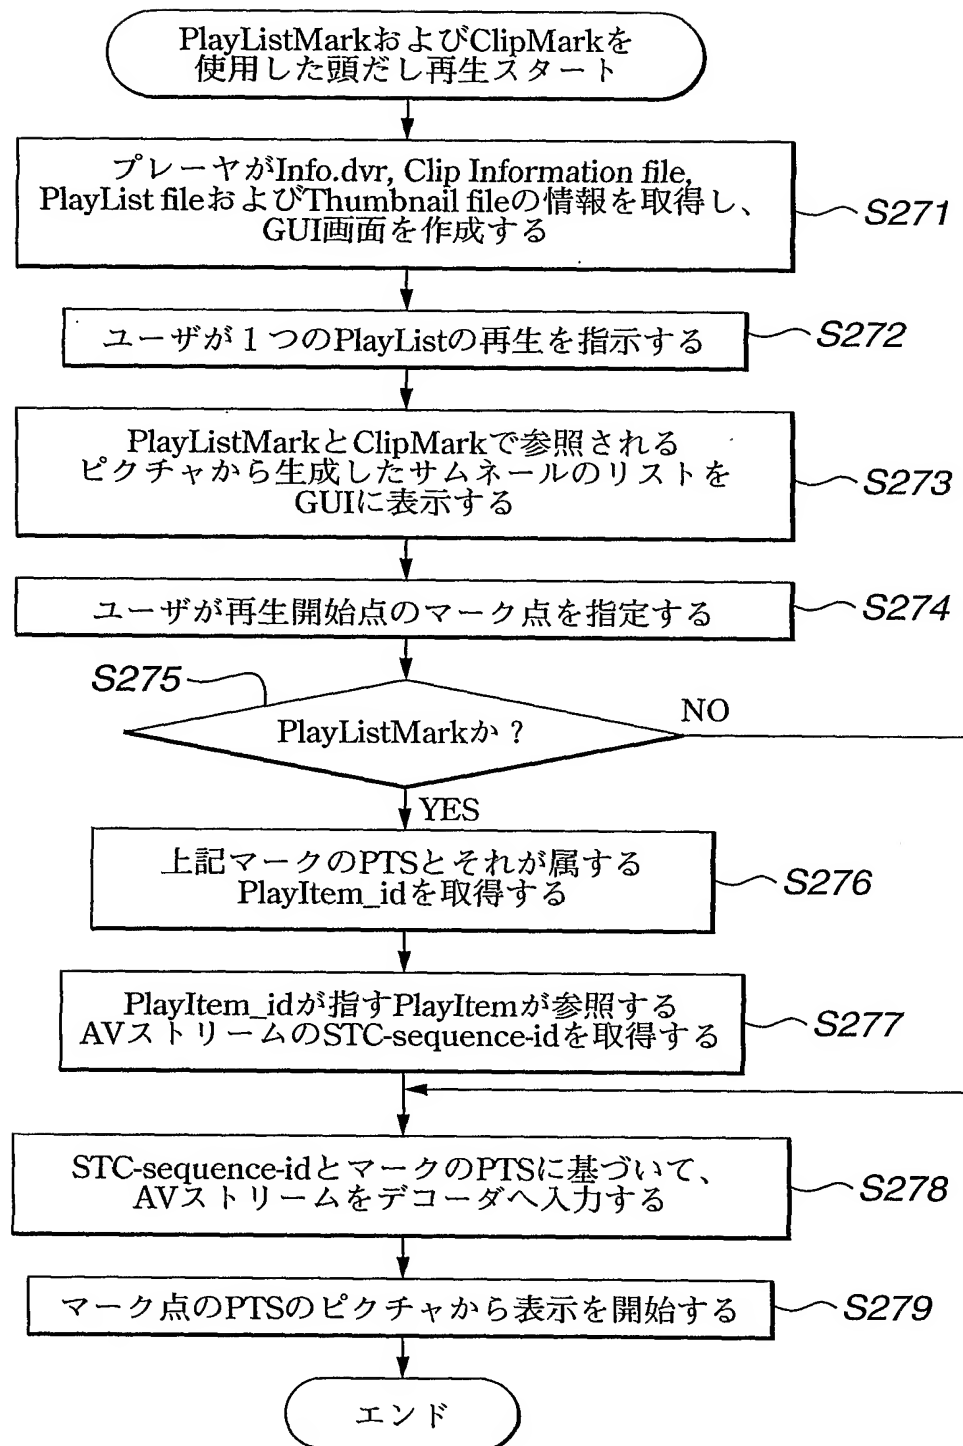 PlayListMarkおよびClipMarkを
使用した頭だし再生スタート
プレーヤがInfo.dvr, Clip Information file,
PlayList fileおよびThumbnail fileの情報を取得し、
GUI画面を作成する
S271
ユーザが1つのPlayListの再生を指示する
S272
PlayListMarkとClipMarkで参照される
ピクチャから生成したサムネールのリストを
GUIに表示する
S273
ユーザが再生開始点のマーク点を指定する
S274
S275
PlayListMarkか?
NO
YES
上記マークのPTSとそれが属する
PlayItem_idを取得する
S276
PlayItem_idが指すPlayItemが参照する
AVストリームのSTC-sequence-idを取得する
S277
STC-sequence-idとマークのPTSに基づいて、
AVストリームをデコーダへ入力する
S278
マーク点のPTSのピクチャから表示を開始する
S279
エンド